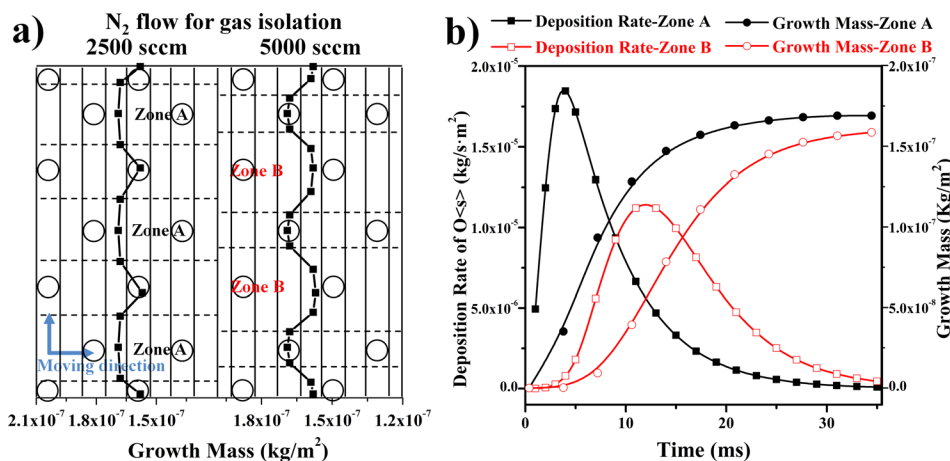 a)
N₂ flow for gas isolation
2500 sccm
5000 sccm
Zone A
Zone B
Zone A
Zone B
Zone A
Moving direction
2.1x10⁻⁷ 1.8x10⁻⁷ 1.5x10⁻⁷ 1.8x10⁻⁷ 1.5x10⁻⁷ 1.2x10⁻⁷
Growth Mass (kg/m²)
b)
Deposition Rate-Zone A
Growth Mass-Zone A
Deposition Rate-Zone B
Growth Mass-Zone B
Deposition Rate of O<s> (kg/s·m²)
2.0x10⁻⁵
1.5x10⁻⁵
1.0x10⁻⁵
5.0x10⁻⁶
0.0
2.0x10⁻⁷
1.5x10⁻⁷
1.0x10⁻⁷
5.0x10⁻⁸
0.0
Growth Mass (Kg/m²)
0 10 20 30
Time (ms)